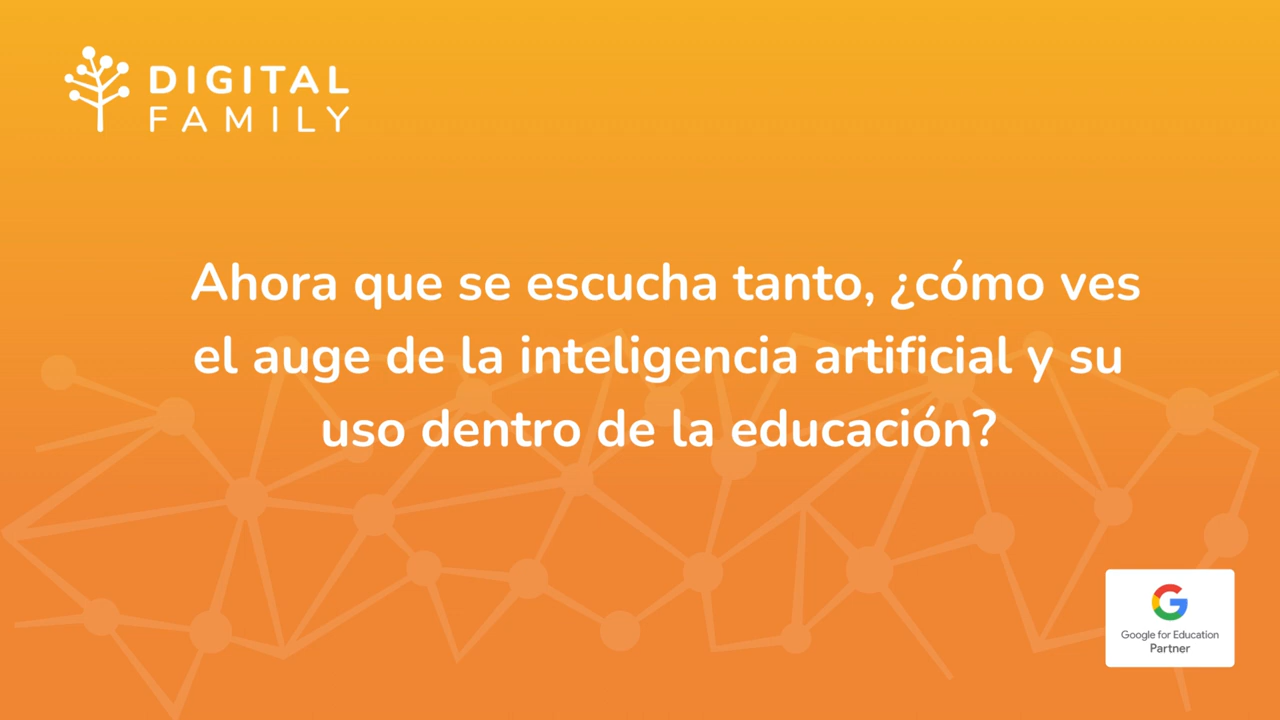 DIGITAL
FAMILY
Ahora que se escucha tanto, ¿cómo ves
el auge de la inteligencia artificial y su
uso dentro de la educación?
Google for Education
Partner